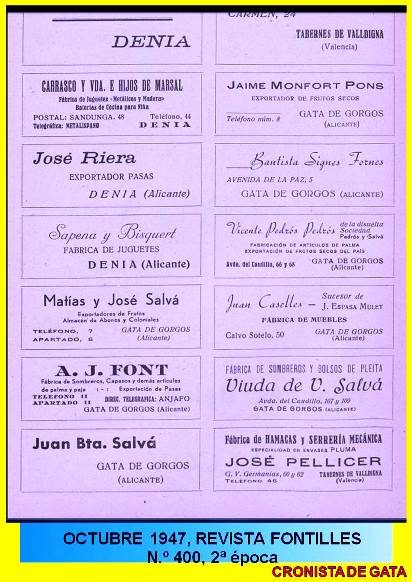 DENIA
CARMEN, 24
TABERNES DE VALLDIGNA
(Valencia)
CARRASCO Y VDA. E HIJOS DE MARSAL
Fábrica de Juguetes «Metálicos y Madera»
Baterías de Cocina para Niña
POSTAL: SANDUNGA, 48 Teléfono, 44
Telegráfica: METALISPANO DENIA
JAIME MONFORT PONS
EXPORTADOR DE FRUTOS SECOS
Teléfono núm. 8 GATA DE GORGOS
(ALICANTE)
José Riera
EXPORTADOR PASAS
DENIA (Alicante)
Bautista Signes Fornes
AVENIDA DE LA PAZ, 5
GATA DE GORGOS (ALICANTE)
Sapena y Bisquert
FABRICA DE JUGUETES
DENIA (Alicante)
Vicente Pedrós Pedrós de la disuelta
Sociedad
Pedrós y Salvá
FABRICACIÓN DE ARTICULOS DE PALMA
EXPORTACIÓN DE FRUTOS SECOS DEL PAIS
Avda. del Caudillo, 66 y 68 GATA DE GORGOS
(Alicante)
Matías y José Salvá
Exportadores de Frutos
Almacén de Abonos y Coloniales
TELÉFONO, 7 GATA DE GORGOS
APARTADO, 6 (Alicante)
Juan Caselles — Sucesor de
J. ESPASA MULET
FÁBRICA DE MUEBLES
Calvo Sotelo, 50 GATA DE GORGOS
(Alicante)
A. J. FONT
Fábrica de Sombreros, Capazos y demás artículos
de palma y paja -:- Exportación de Pasas
TELEFONO 11
APARTADO 11 DIREC. TELEGRAFICA: ANJAFO
GATA DE GORGOS (Alicante)
FÁBRICA DE SOMBREROS Y BOLSOS DE PLEITA
Viuda de V. Salvá
Avda. del Caudillo, 107 y 109
GATA DE GORGOS (ALICANTE)
Juan Bta. Salvá
GATA DE GORGOS
(ALICANTE)
Fábrica de HAMACAS y SERRERÍA MECÁNICA
ESPECIALIDAD EN ENVASES PLUMA
JOSÉ PELLICER
G. V. Germanías, 60 y 62 TABERNES DE VALLDIGNA
TELEFONO 46 (Valencia)
OCTUBRE 1947, REVISTA FONTILLES
N.º 400, 2ª época
CRONISTA DE GATA